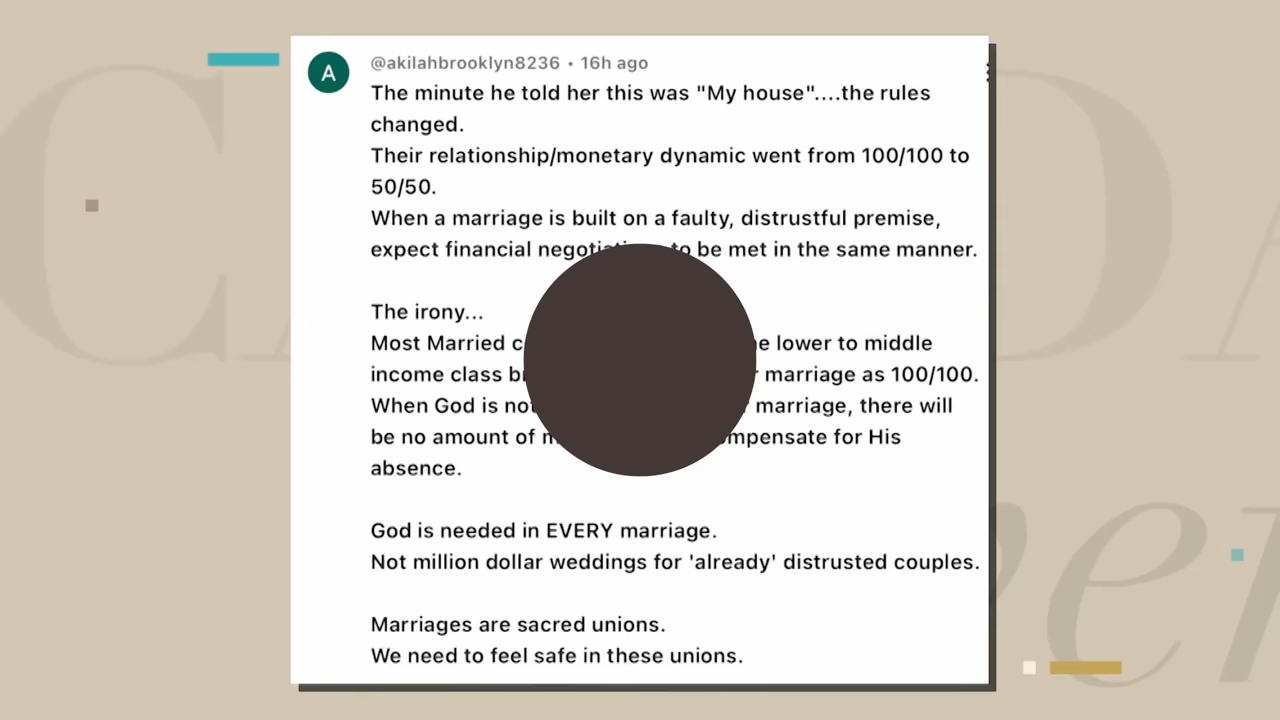 A
@akilahbrooklyn8236 • 16h ago
The minute he told her this was "My house"....the rules
changed.
Their relationship/monetary dynamic went from 100/100 to
50/50.
When a marriage is built on a faulty, distrustful premise,
expect financial to be met in the same manner.
The irony...
Most Married lower to middle
income class marriage as 100/100.
When God is marriage, there will
be no amount of for His
absence.
God is needed in EVERY marriage.
Not million dollar weddings for 'already' distrusted couples.
Marriages are sacred unions.
We need to feel safe in these unions.